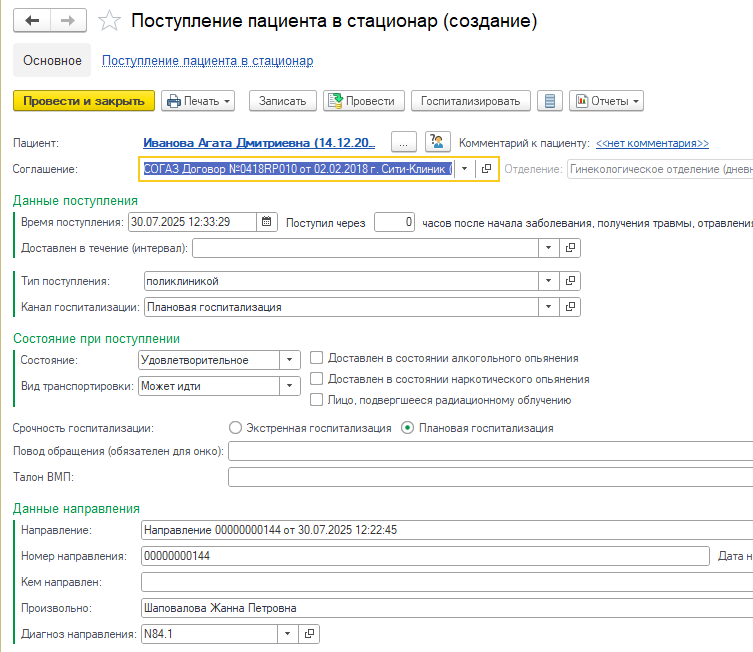 Поступление пациента в стационар (создание)
Основное Поступление пациента в стационар
Провести и закрыть Печать Записать Провести Госпитализировать Отчеты
Пациент: Иванова Агата Дмитриевна (14.12.20... ... Комментарий к пациенту: <<нет комментария>>
Соглашение: СОГАЗ Договор №0418RP010 от 02.02.2018 г. Сити-Клиник ( Отделение: Гинекологическое отделение (дневн
Данные поступления
Время поступления: 30.07.2025 12:33:29 Поступил через 0 часов после начала заболевания, получения травмы, отравления
Доставлен в течение (интервал):
Тип поступления: поликлиникой
Канал госпитализации: Плановая госпитализация
Состояние при поступлении
Состояние: Удовлетворительное Доставлен в состоянии алкогольного опьянения
Вид транспортировки: Может идти Доставлен в состоянии наркотического опьянения
Лицо, подвергшееся радиационному облучению
Срочность госпитализации: Экстренная госпитализация Плановая госпитализация
Повод обращения (обязателен для онко):
Талон ВМП:
Данные направления
Направление: Направление 00000000144 от 30.07.2025 12:22:45
Номер направления: 00000000144 Дата н
Кем направлен:
Произвольно: Шаповалова Жанна Петровна
Диагноз направления: N84.1